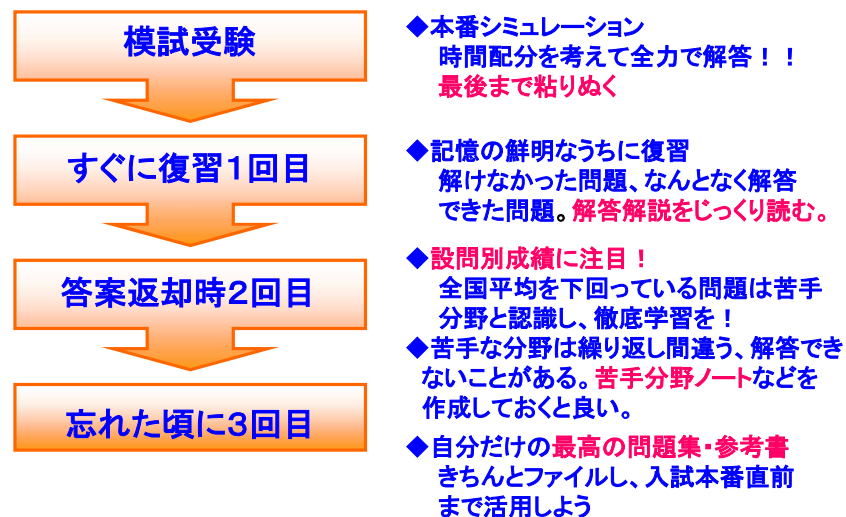 模試受験
◆本番シミュレーション
時間配分を考えて全力で解答！！
最後まで粘りぬく
すぐに復習１回目
◆記憶の鮮明なうちに復習
解けなかった問題、なんとなく解答
できた問題。解答解説をじっくり読む。
答案返却時２回目
◆設問別成績に注目！
全国平均を下回っている問題は苦手
分野と認識し、徹底学習を！
◆苦手な分野は繰り返し間違う、解答でき
ないことがある。苦手分野ノートなどを
作成しておくと良い。
忘れた頃に３回目
◆自分だけの最高の問題集・参考書
きちんとファイルし、入試本番直前
まで活用しよう